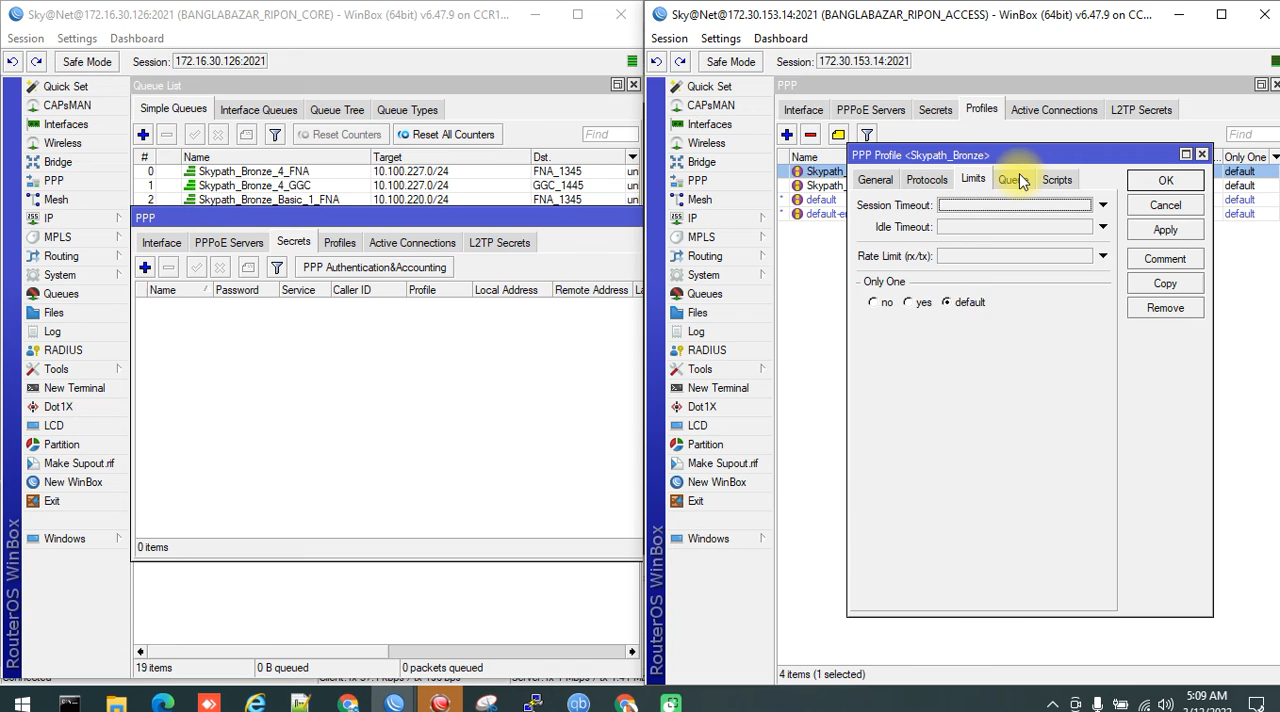 Sky@Net@172.16.30.126:2021 (BANGLABAZAR_RIPON_CORE) - WinBox (64bit) v6.47.9 on CCR1...
Session Settings Dashboard
Safe Mode Session: 172.16.30.126:2021
Quick Set
CAPsMAN
Interfaces
Wireless
Bridge
PPP
Mesh
IP
MPLS
Routing
System
Queues
Files
Log
RADIUS
Tools
New Terminal
Dot1X
LCD
Partition
Make Supout.rif
New WinBox
Exit
Windows
RouterOS WinBox
Queue List
Simple Queues Interface Queues Queue Tree Queue Types
Reset Counters Reset All Counters Find
# Name Target Dst.
0 Skypath_Bronze_4_FNA 10.100.227.0/24 FNA_1345 un
1 Skypath_Bronze_4_GGC 10.100.227.0/24 GGC_1445 un
2 Skypath_Bronze_Basic_1_FNA 10.100.220.0/24 FNA_1345 un
PPP
Interface PPPoE Servers Secrets Profiles Active Connections L2TP Secrets
PPP Authentication&Accounting
Name Password Service Caller ID Profile Local Address Remote Address La
0 items
19 items 0 B queued 0 packets queued
Sky@Net@172.30.153.14:2021 (BANGLABAZAR_RIPON_ACCESS) - WinBox (64bit) v6.47.9 on CC...
Session Settings Dashboard
Safe Mode Session: 172.30.153.14:2021
Quick Set
CAPsMAN
Interfaces
Wireless
Bridge
PPP
Mesh
IP
MPLS
Routing
System
Queues
Files
Log
RADIUS
Tools
New Terminal
Dot1X
LCD
Partition
Make Supout.rif
New WinBox
Exit
Windows
RouterOS WinBox
PPP
Interface PPPoE Servers Secrets Profiles Active Connections L2TP Secrets
Find
Name Only One
Skypath_ default
Skypath_ default
* default default
* default-en default
PPP Profile <Skypath_Bronze>
General Protocols Limits Queue Scripts
Session Timeout:
Idle Timeout:
Rate Limit (rx/tx):
Only One
no yes default
OK
Cancel
Apply
Comment
Copy
Remove
4 items (1 selected)
5:09 AM